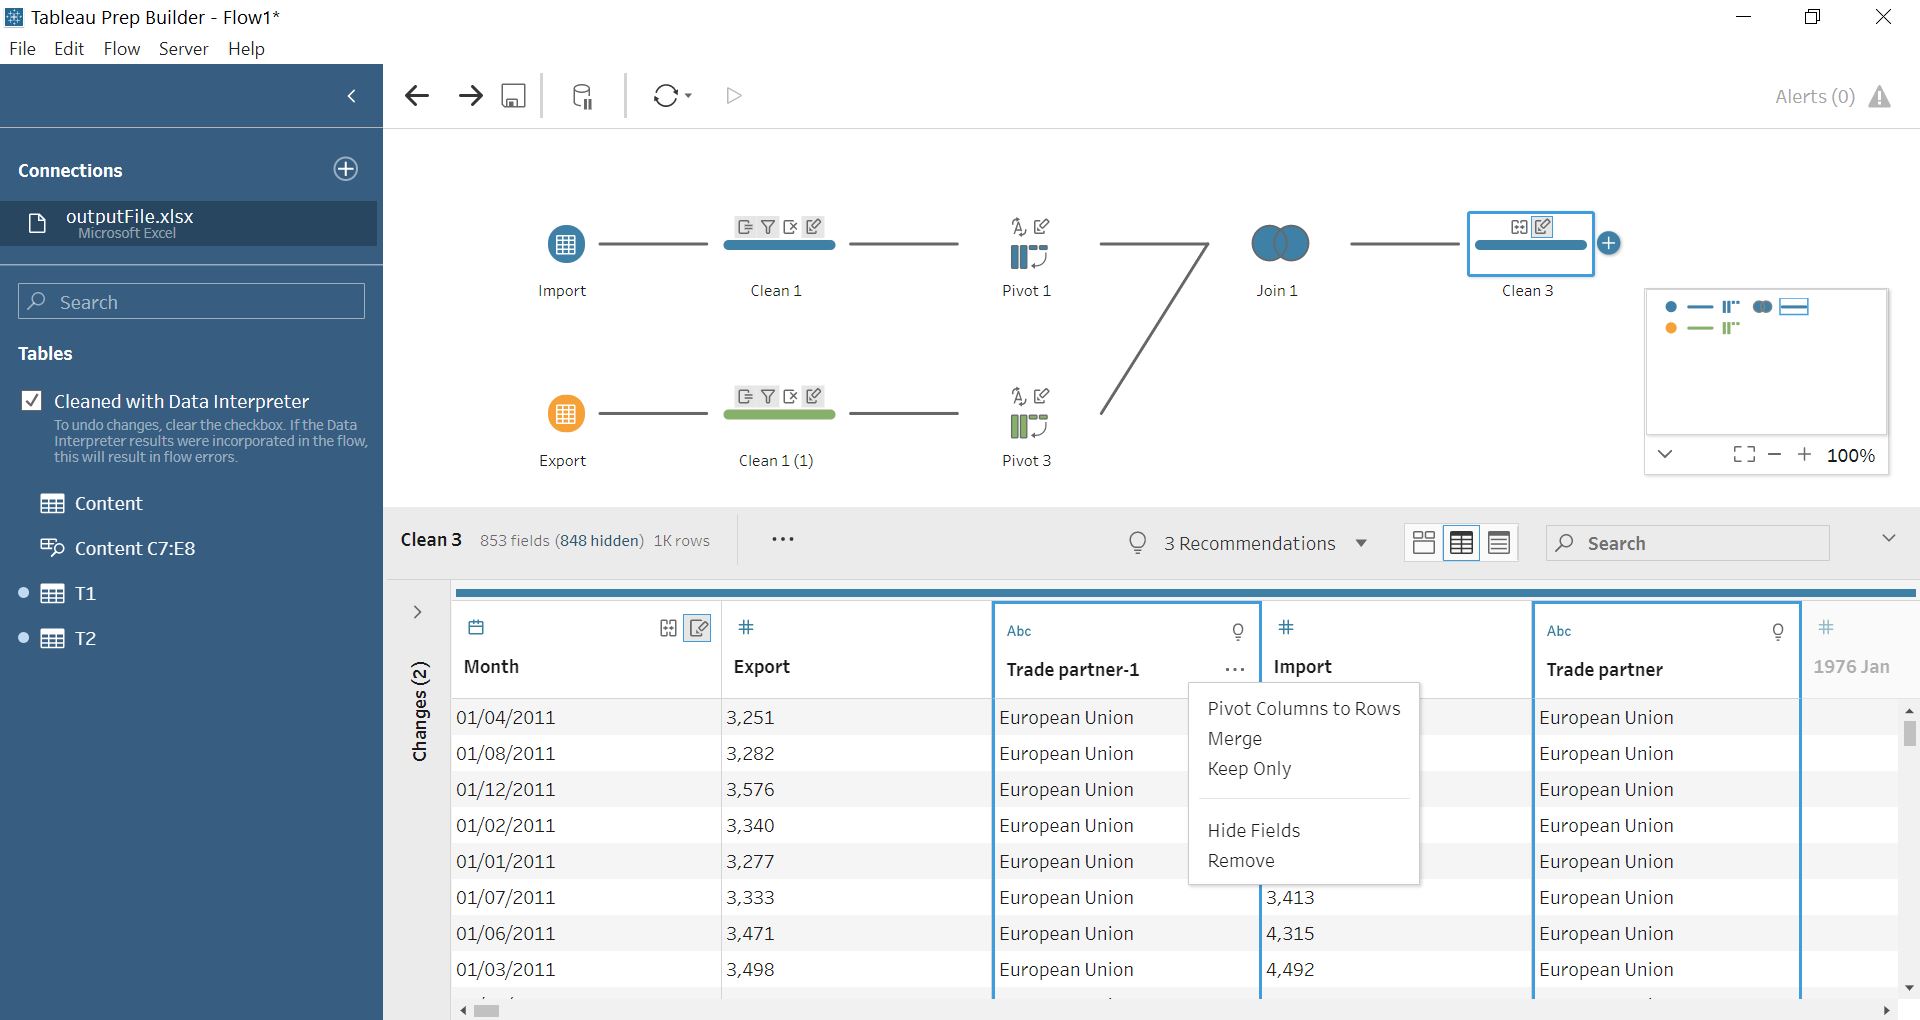 Tableau Prep Builder - Flow1*
File Edit Flow Server Help
Alerts (0)
Connections
outputFile.xlsx
Microsoft Excel
Search
Tables
Cleaned with Data Interpreter
To undo changes, clear the checkbox. If the Data
Interpreter results were incorporated in the flow,
this will result in flow errors.
Content
Content C7:E8
T1
T2
Import Clean 1 Pivot 1 Join 1 Clean 3
Export Clean 1 (1) Pivot 3
100%
Clean 3 853 fields (848 hidden) 1K rows ... 3 Recommendations Search
Changes (2)
# Abc # Abc #
Month Export Trade partner-1 ... Import Trade partner 1976 Jan
Pivot Columns to Rows
Merge
Keep Only
Hide Fields
Remove
01/04/2011 3,251 European Union European Union
01/08/2011 3,282 European Union European Union
01/12/2011 3,576 European Union European Union
01/02/2011 3,340 European Union European Union
01/01/2011 3,277 European Union European Union
01/07/2011 3,333 European Union 3,413 European Union
01/06/2011 3,471 European Union 4,315 European Union
01/03/2011 3,498 European Union 4,492 European Union